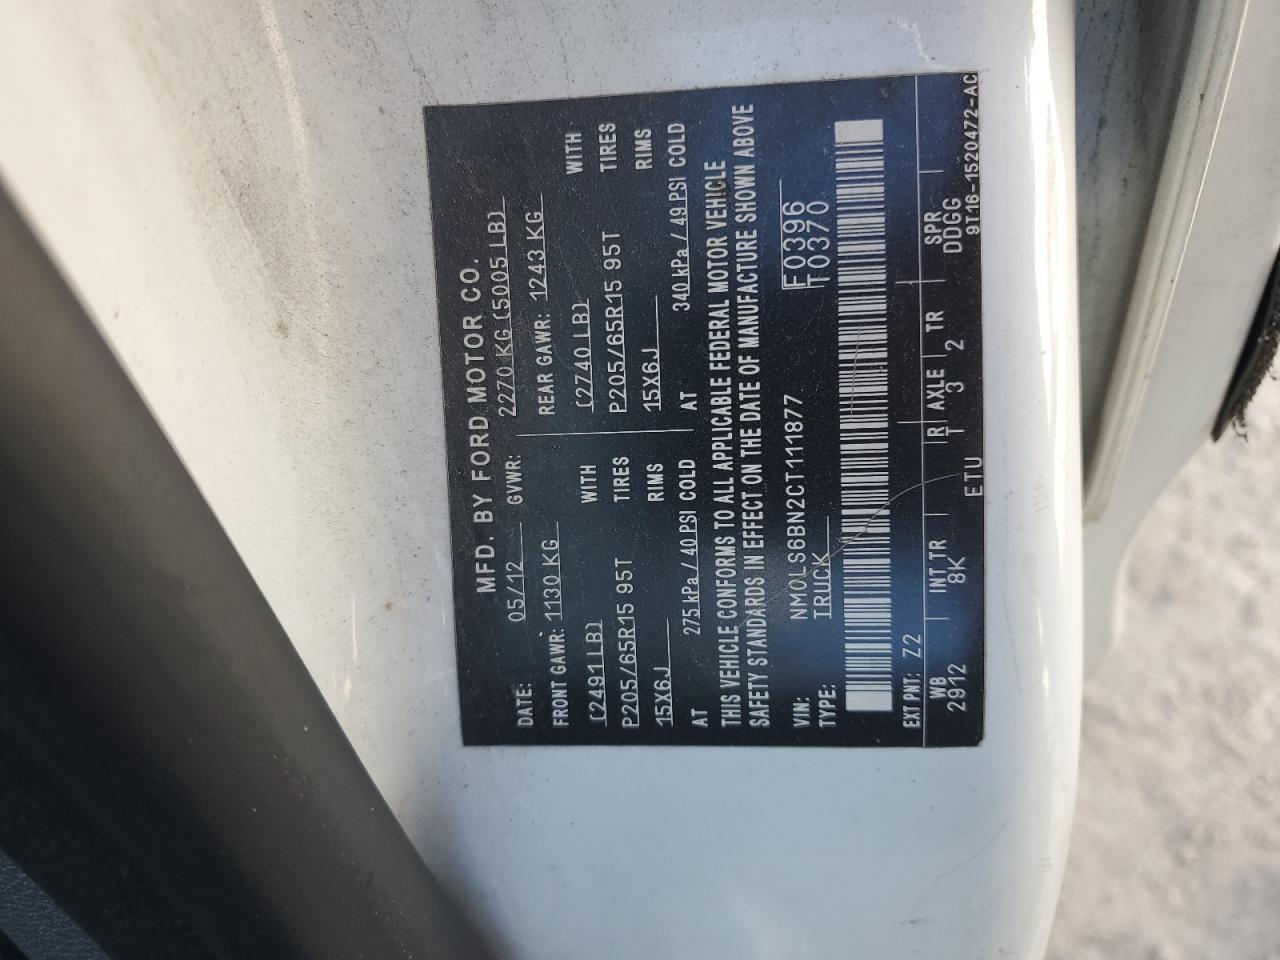 MFD. BY FORD MOTOR CO.
DATE: 05/12 GVWR: 2270 KG (5005 LB)
FRONT GAWR: 1130 KG REAR GAWR: 1243 KG
(2491 LB) WITH (2740 LB) WITH
P205/65R15 95T TIRES P205/65R15 95T TIRES
15X6J RIMS 15X6J RIMS
AT 275 kPa / 40 PSI COLD AT 340 kPa / 49 PSI COLD
THIS VEHICLE CONFORMS TO ALL APPLICABLE FEDERAL MOTOR VEHICLE
SAFETY STANDARDS IN EFFECT ON THE DATE OF MANUFACTURE SHOWN ABOVE
VIN: NM0LS6BN2CT111877 F0396
TYPE: TRUCK T0370
EXT PNT: Z2
WB INT TR R AXLE TR SPR
2912 8K T 3 2 DDGG
ETU 9T16-1520472-AC